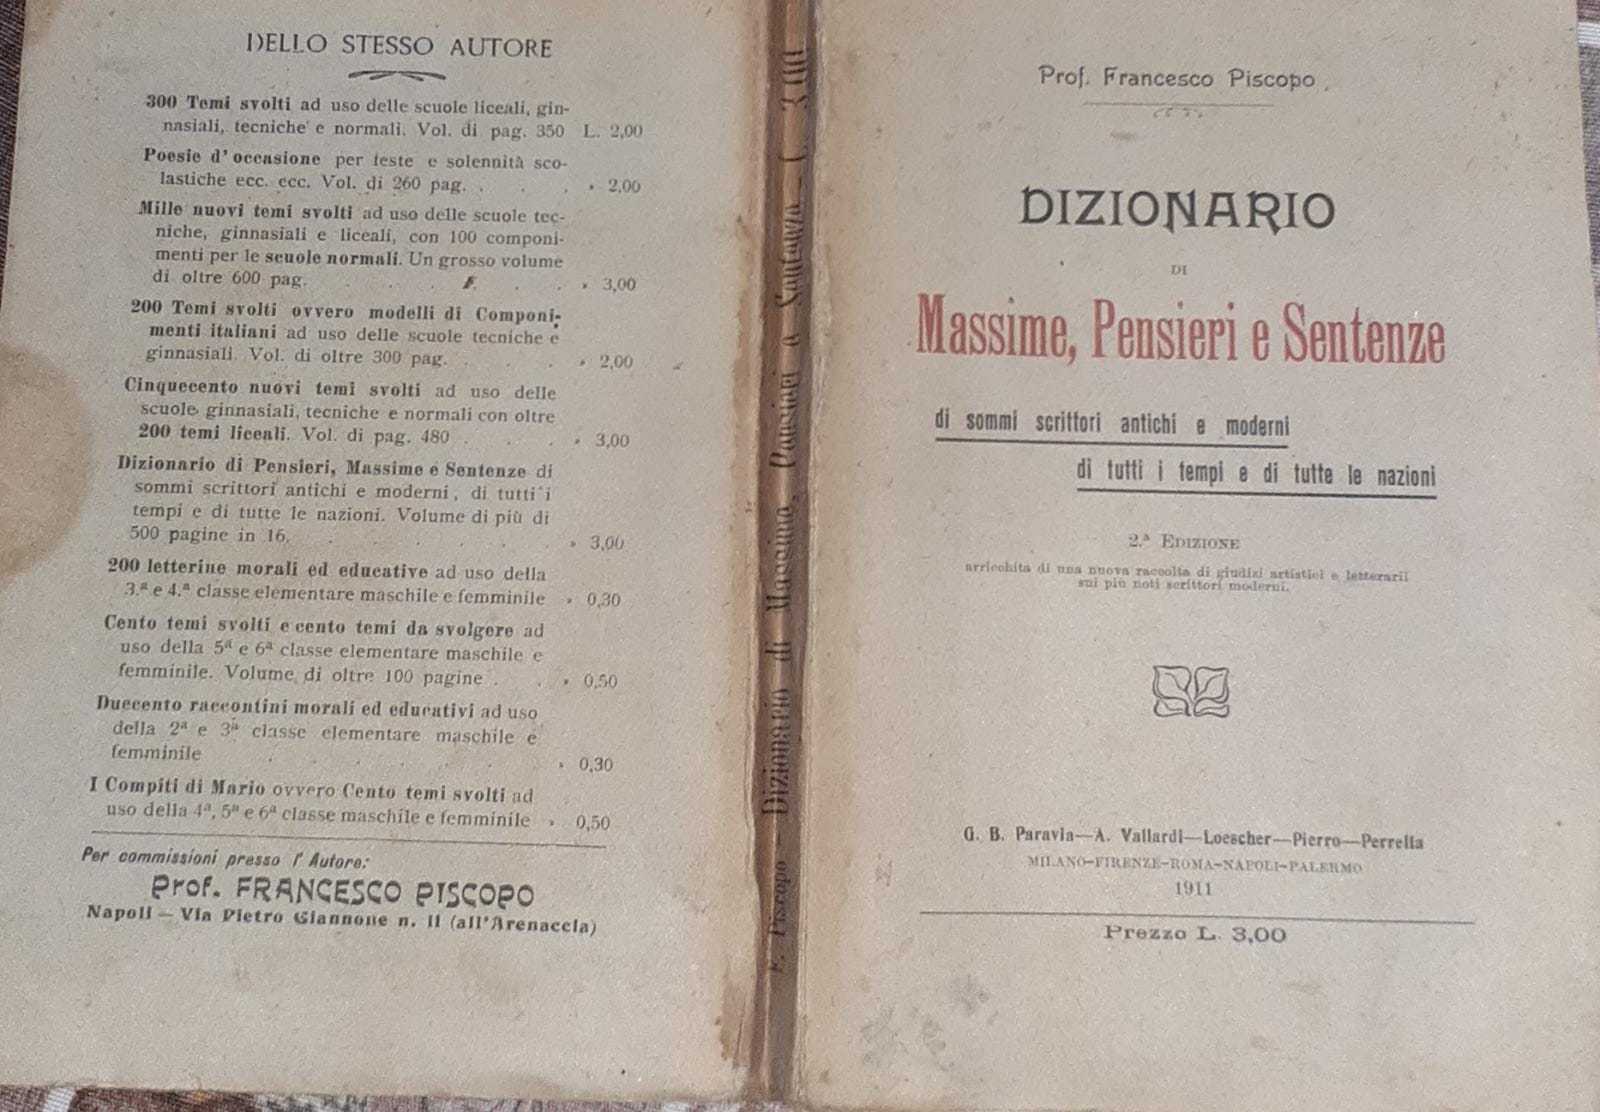 DELLO STESSO AUTORE
300 Temi svolti ad uso delle scuole liceali, gin-
nasiali, tecniche e normali. Vol. di pag. 350 L. 2,00
Poesie d'occasione per feste e solennità sco-
lastiche ecc. ecc. Vol. di 260 pag. . . . » 2,00
Mille nuovi temi svolti ad uso delle scuole tec-
niche, ginnasiali e liceali, con 100 componi-
menti per le scuole normali. Un grosso volume
di oltre 600 pag. . . . . . » 3,00
200 Temi svolti ovvero modelli di Componi-
menti italiani ad uso delle scuole tecniche e
ginnasiali. Vol. di oltre 300 pag. . . . » 2,00
Cinquecento nuovi temi svolti ad uso delle
scuole ginnasiali, tecniche e normali con oltre
200 temi liceali. Vol. di pag. 480 . . . » 3,00
Dizionario di Pensieri, Massime e Sentenze di
sommi scrittori antichi e moderni, di tutti i
tempi e di tutte le nazioni. Volume di più di
500 pagine in 16. . . . . . » 3,00
200 letterine morali ed educative ad uso della
3.ª e 4.ª classe elementare maschile e femminile » 0,30
Cento temi svolti e cento temi da svolgere ad
uso della 5ª e 6ª classe elementare maschile e
femminile. Volume di oltre 100 pagine . . » 0,50
Duecento raccontini morali ed educativi ad uso
della 2ª e 3ª classe elementare maschile e
femminile . . . . . . » 0,30
I Compiti di Mario ovvero Cento temi svolti ad
uso della 4ª, 5ª e 6ª classe maschile e femminile » 0,50
Per commissioni presso l'Autore:
Prof. FRANCESCO PISCOPO
Napoli — Via Pietro Giannone n. 11 (all'Arenaccia)
F. Piscopo — Dizionario di Massime, Pensieri e Sentenze — L. 3,00
Prof. Francesco Piscopo
DIZIONARIO
DI
Massime, Pensieri e Sentenze
di sommi scrittori antichi e moderni
di tutti i tempi e di tutte le nazioni
2.ª EDIZIONE
arricchita di una nuova raccolta di giudizi artistici e letterarii
sui più noti scrittori moderni.
G. B. Paravia—A. Vallardi—Loescher—Pierro—Perrella
MILANO-FIRENZE-ROMA-NAPOLI-PALERMO
1911
Prezzo L. 3,00